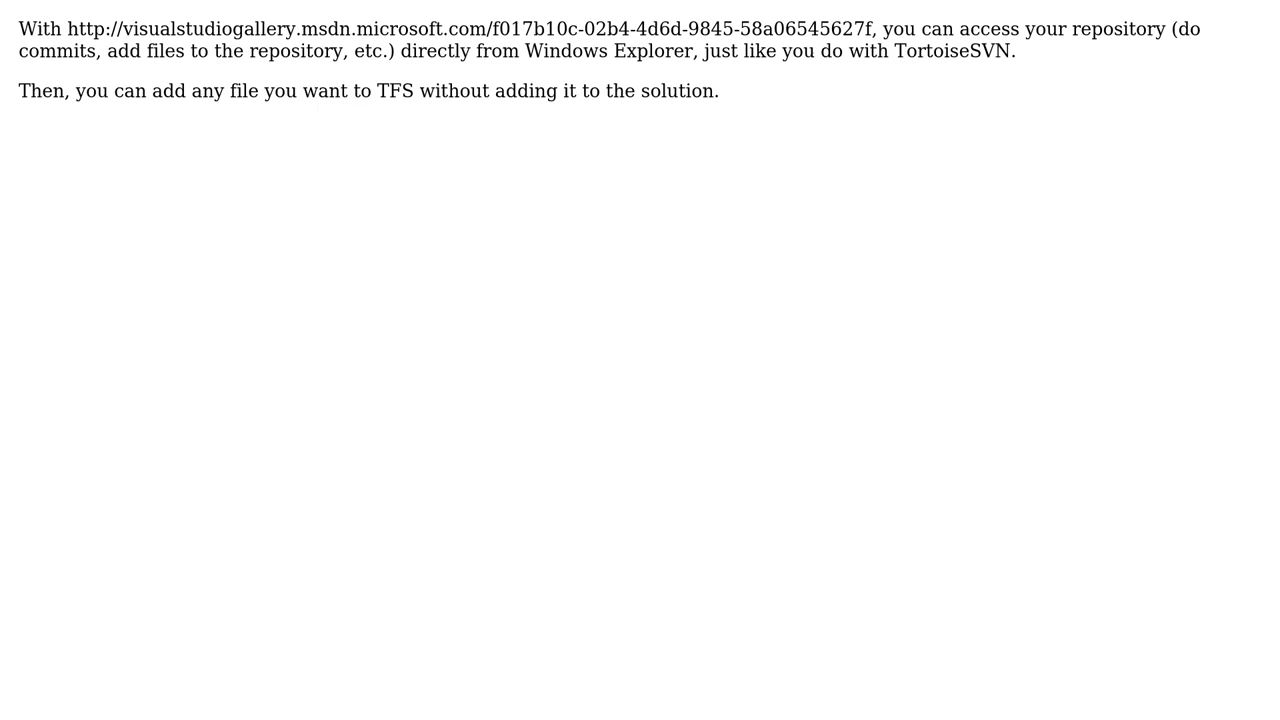 With http://visualstudiogallery.msdn.microsoft.com/f017b10c-02b4-4d6d-9845-58a06545627f, you can access your repository (do
commits, add files to the repository, etc.) directly from Windows Explorer, just like you do with TortoiseSVN.
Then, you can add any file you want to TFS without adding it to the solution.